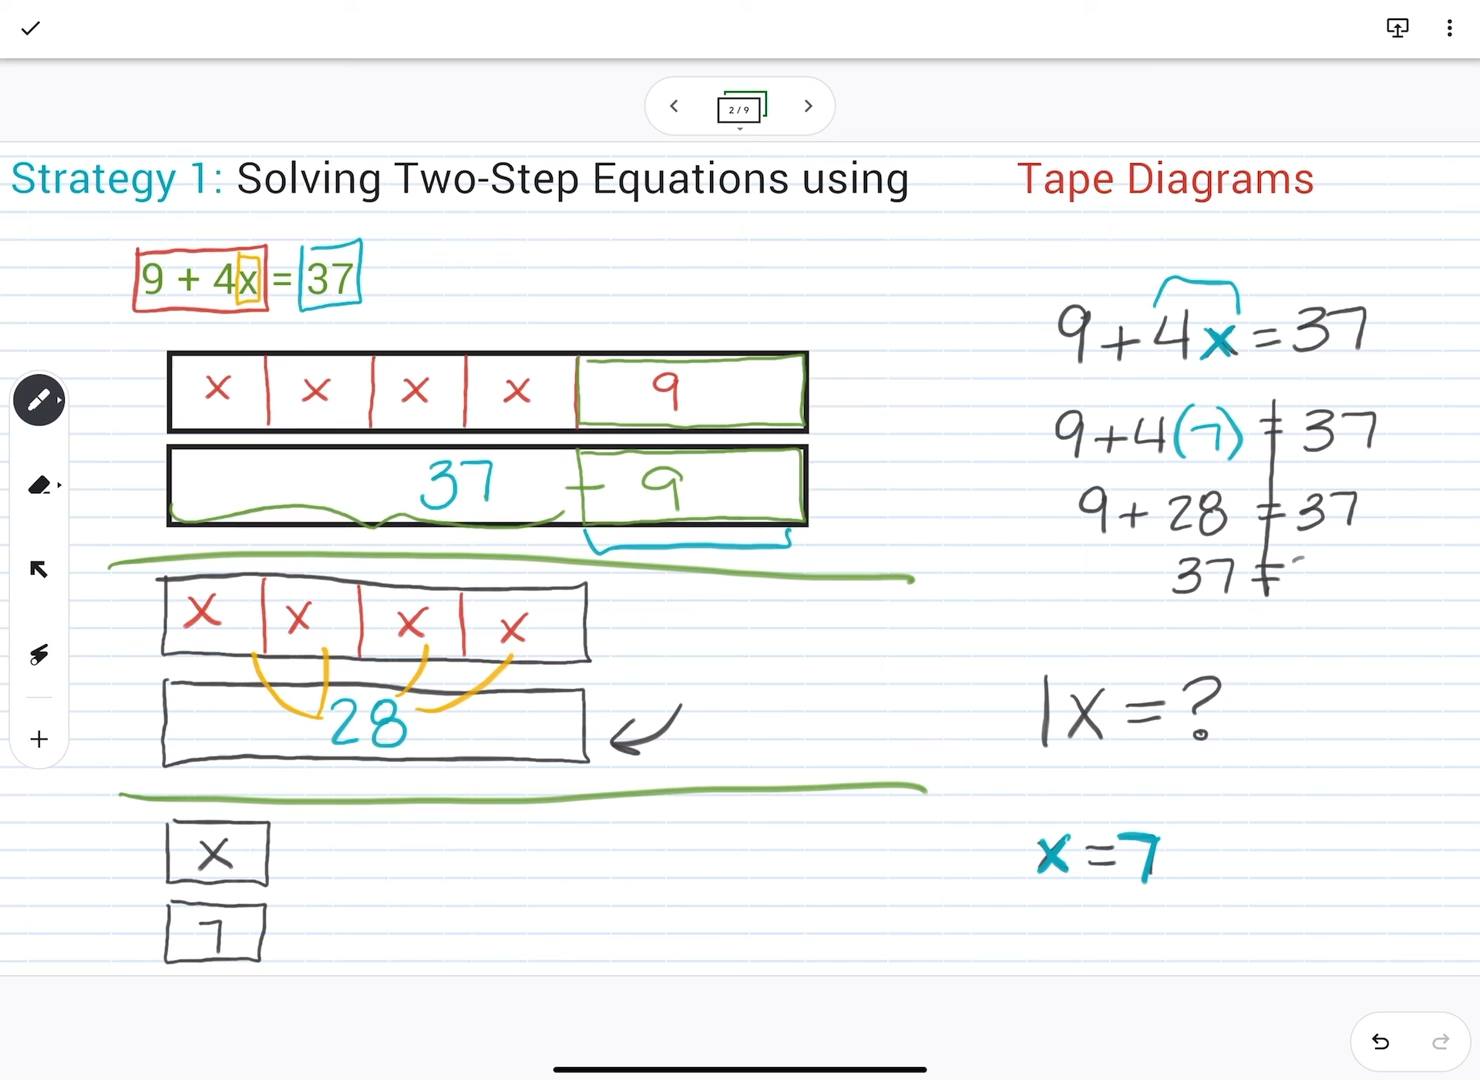 2 / 9
Strategy 1: Solving Two-Step Equations using Tape Diagrams
9 + 4x = 37
x x x x 9
37 - 9
x x x x
28
x
7
9 + 4x = 37
9 + 4(7) = 37
9 + 28 = 37
37 =
1x = ?
x = 7